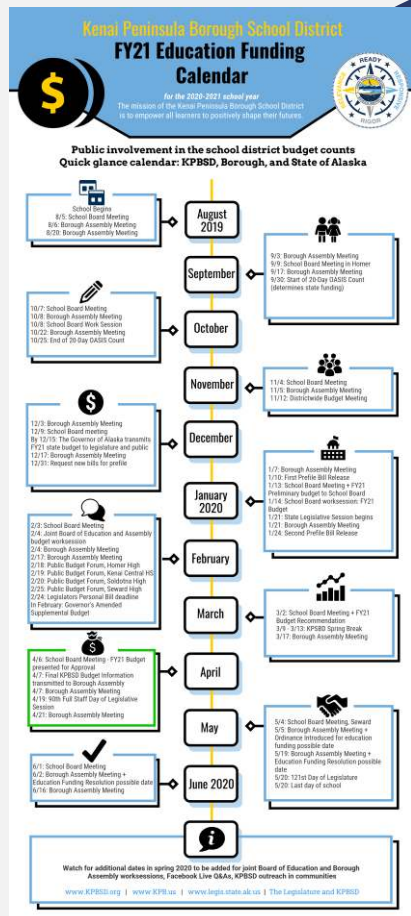 Kenai Peninsula Borough School District
FY21 Education Funding
Calendar
for the 2020-2021 school year
The mission of the Kenai Peninsula Borough School District
is to empower all learners to positively shape their futures.
READY
RESPONSIVE
RIGOR
RELEVANCE
Public involvement in the school district budget counts
Quick glance calendar: KPBSD, Borough, and State of Alaska
August
2019
School Begins
8/5: School Board Meeting
8/6: Borough Assembly Meeting
8/20: Borough Assembly Meeting
September
9/3: Borough Assembly Meeting
9/9: School Board Meeting in Homer
9/17: Borough Assembly Meeting
9/30: Start of 20-Day OASIS Count
(determines state funding)
October
10/7: School Board Meeting
10/8: Borough Assembly Meeting
10/8: School Board Work Session
10/22: Borough Assembly Meeting
10/25: End of 20-Day OASIS Count
November
11/4: School Board Meeting
11/5: Borough Assembly Meeting
11/12: Districtwide Budget Meeting
December
12/3: Borough Assembly Meeting
12/9: School Board meeting
By 12/15: The Governor of Alaska transmits
FY21 state budget to legislature and public
12/17: Borough Assembly Meeting
12/31: Request new bills for prefile
January
2020
1/7: Borough Assembly Meeting
1/10: First Prefile Bill Release
1/13: School Board Meeting + FY21
Preliminary budget to School Board
1/14: School Board worksession: FY21
Budget
1/21: State Legislative Session begins
1/21: Borough Assembly Meeting
1/24: Second Prefile Bill Release
February
2/3: School Board Meeting
2/4: Joint Board of Education and Assembly
budget worksession
2/4: Borough Assembly Meeting
2/17: Borough Assembly Meeting
2/18: Public Budget Forum, Homer High
2/19: Public Budget Forum, Kenai Central HS
2/20: Public Budget Forum, Soldotna High
2/25: Public Budget Forum, Seward High
2/24: Legislators Personal Bill deadline
In February: Governor's Amended
Supplemental Budget
March
3/2: School Board Meeting + FY21
Budget Recommendation
3/9 - 3/13: KPSBD Spring Break
3/17: Borough Assembly Meeting
April
4/6: School Board Meeting - FY21 Budget
presented for Approval
4/7: Final KPBSD Budget Information
transmitted to Borough Assembly
4/7: Borough Assembly Meeting
4/19: 90th Full Staff Day of Legislative
Session
4/21: Borough Assembly Meeting
May
5/4: School Board Meeting, Seward
5/5: Borough Assembly Meeting +
Ordinance Introduced for education
funding possible date
5/19: Borough Assembly Meeting +
Education Funding Resolution possible
date
5/20: 121st Day of Legislature
5/20: Last day of school
June 2020
6/1: School Board Meeting
6/2: Borough Assembly Meeting +
Education Funding Resolution possible date
6/16: Borough Assembly Meeting
Watch for additional dates in spring 2020 to be added for joint Board of Education and Borough
Assembly worksessions, Facebook Live Q&As, KPBSD outreach in communities
www.KPBSD.org | www.KPB.us | www.legis.state.ak.us | The Legislature and KPBSD